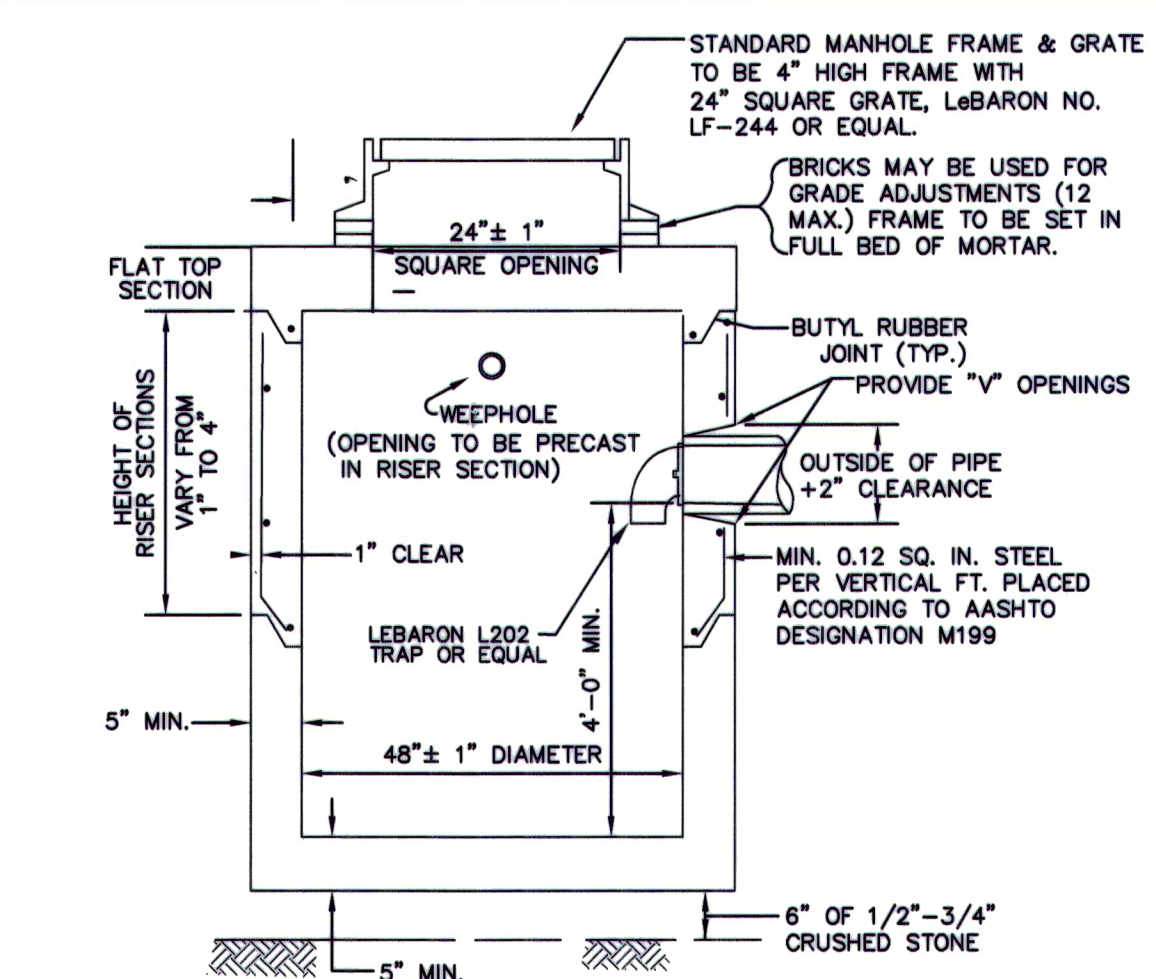 STANDARD MANHOLE FRAME & GRATE
TO BE 4" HIGH FRAME WITH
24" SQUARE GRATE, LeBARON NO.
LF-244 OR EQUAL.
BRICKS MAY BE USED FOR
GRADE ADJUSTMENTS (12
MAX.) FRAME TO BE SET IN
FULL BED OF MORTAR.
24"± 1"
SQUARE OPENING
FLAT TOP
SECTION
BUTYL RUBBER
JOINT (TYP.)
PROVIDE "V" OPENINGS
WEEPHOLE
(OPENING TO BE PRECAST
IN RISER SECTION)
HEIGHT OF
RISER SECTIONS
VARY FROM
1" TO 4"
OUTSIDE OF PIPE
+2" CLEARANCE
1" CLEAR
MIN. 0.12 SQ. IN. STEEL
PER VERTICAL FT. PLACED
ACCORDING TO AASHTO
DESIGNATION M199
LEBARON L202
TRAP OR EQUAL
4'-0" MIN.
5" MIN.
48"± 1" DIAMETER
6" OF 1/2"-3/4"
CRUSHED STONE
5" MIN.